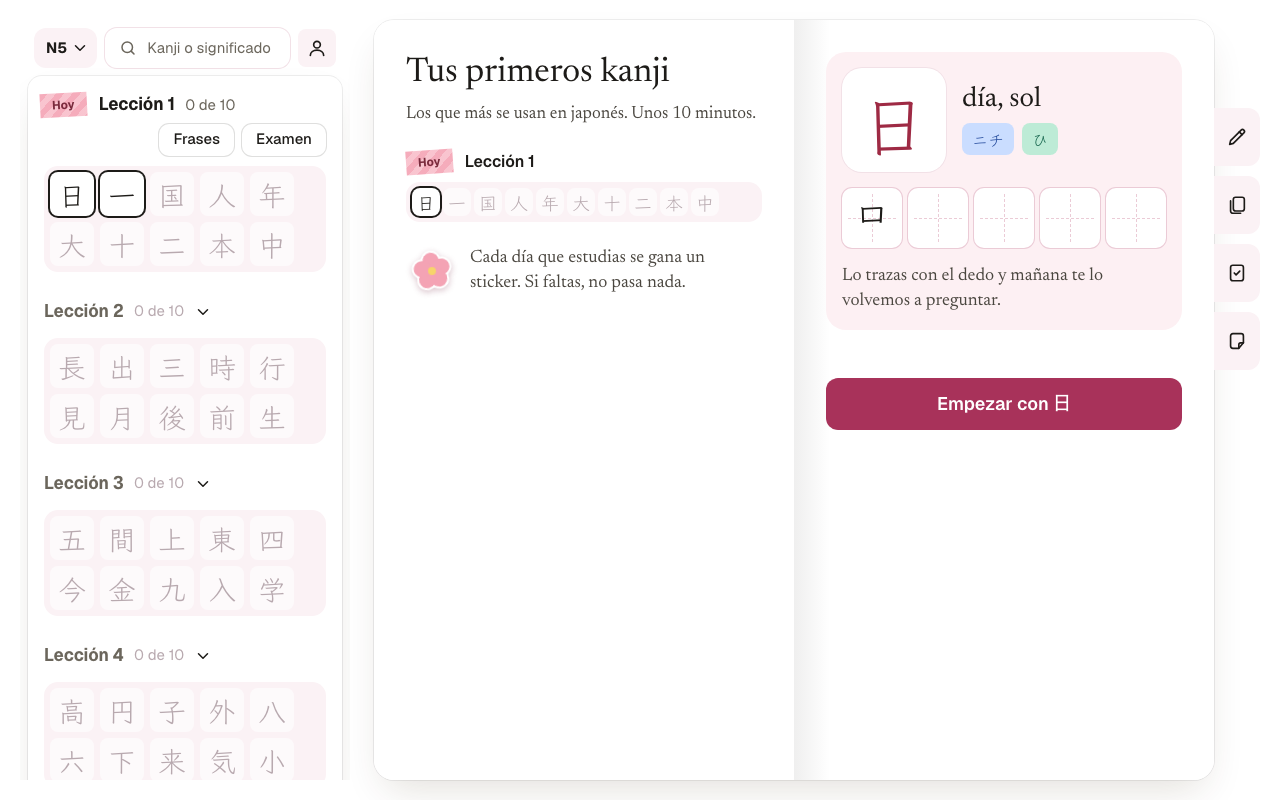 N5
Kanji o significado
Hoy Lección 1 0 de 10
Frases Examen
日 一 国 人 年
大 十 二 本 中
Lección 2 0 de 10
長 出 三 時 行
見 月 後 前 生
Lección 3 0 de 10
五 間 上 東 四
今 金 九 入 学
Lección 4 0 de 10
高 円 子 外 八
六 下 来 気 小
Tus primeros kanji
Los que más se usan en japonés. Unos 10 minutos.
Hoy Lección 1
日 一 国 人 年 大 十 二 本 中
Cada día que estudias se gana un
sticker. Si faltas, no pasa nada.
日
día, sol
ニチ ひ
Lo trazas con el dedo y mañana te lo
volvemos a preguntar.
Empezar con 日